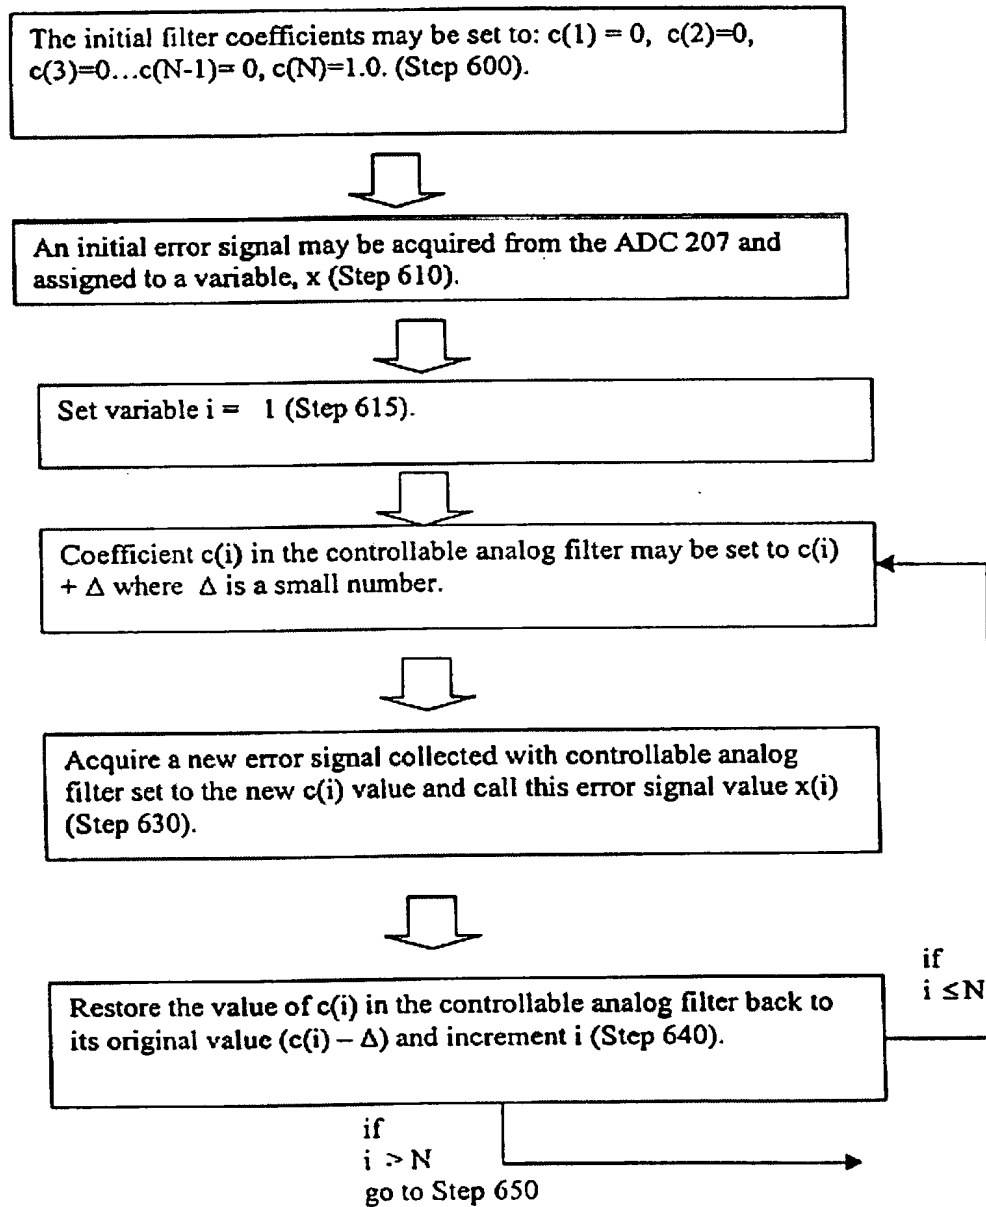 The initial filter coefficients may be set to: c(1) = 0, c(2)=0,
c(3)=0...c(N-1)= 0, c(N)=1.0. (Step 600).
An initial error signal may be acquired from the ADC 207 and
assigned to a variable, x (Step 610).
Set variable i = 1 (Step 615).
Coefficient c(i) in the controllable analog filter may be set to c(i)
+ Δ where Δ is a small number.
Acquire a new error signal collected with controllable analog
filter set to the new c(i) value and call this error signal value x(i)
(Step 630).
Restore the value of c(i) in the controllable analog filter back to
its original value (c(i) – Δ) and increment i (Step 640).
if
i ≤N
if
i > N
go to Step 650